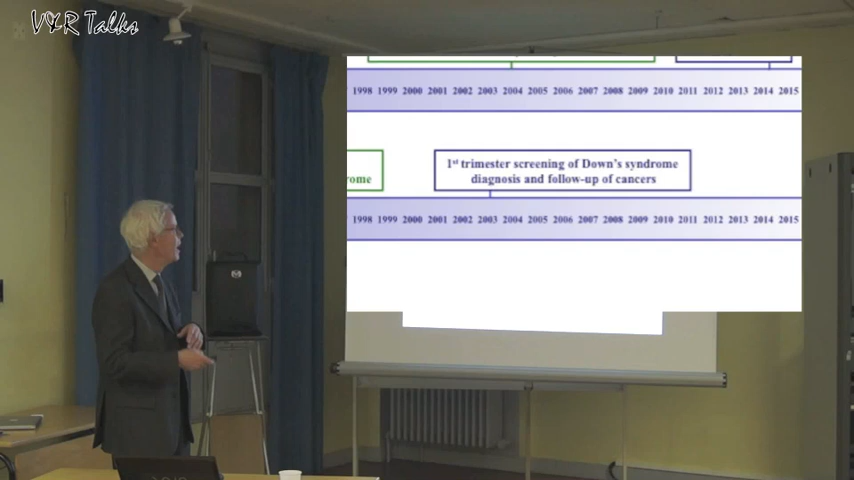 V&R Talks
1998 1999 2000 2001 2002 2003 2004 2005 2006 2007 2008 2009 2010 2011 2012 2013 2014 2015
1st trimester screening of Down's syndrome
rome
diagnosis and follow-up of cancers
1998 1999 2000 2001 2002 2003 2004 2005 2006 2007 2008 2009 2010 2011 2012 2013 2014 2015